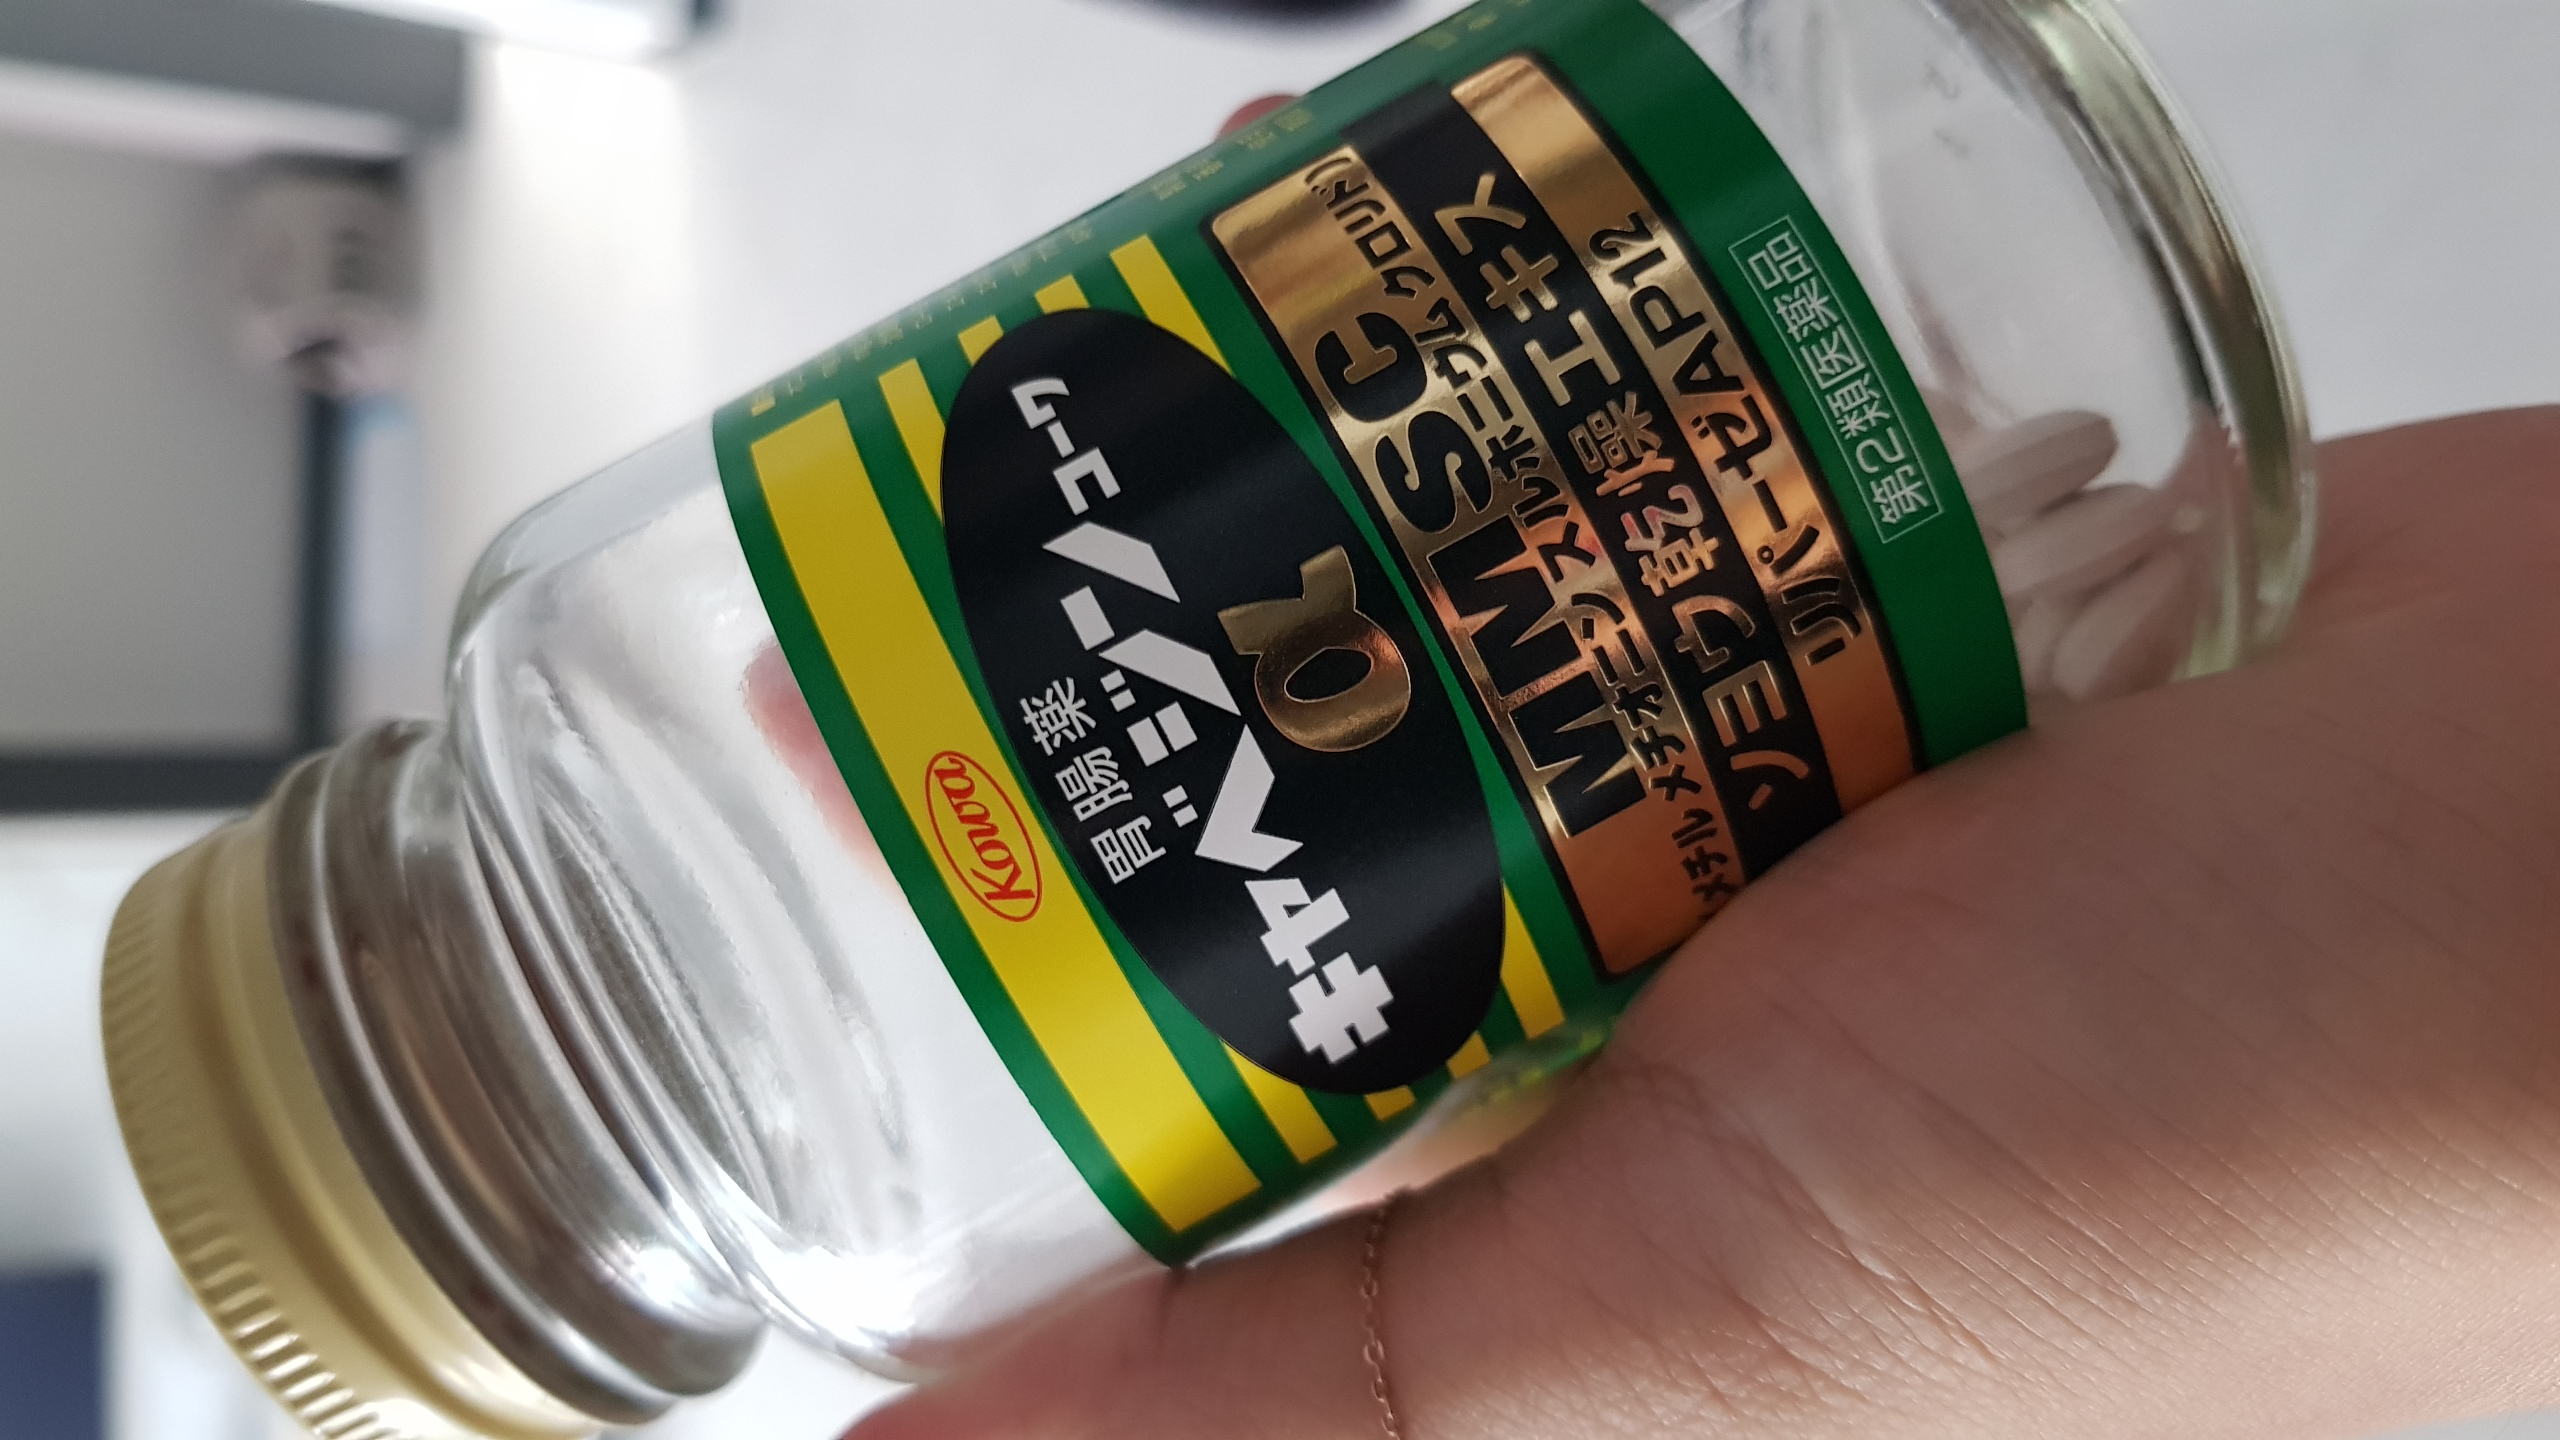 Kowa
胃腸薬
キャベジンコーワ
α
MMSC
メチルメチオニンスルホニウムクロリド)
ソヨウ乾燥エキス
リパーゼAP12
第2類医薬品